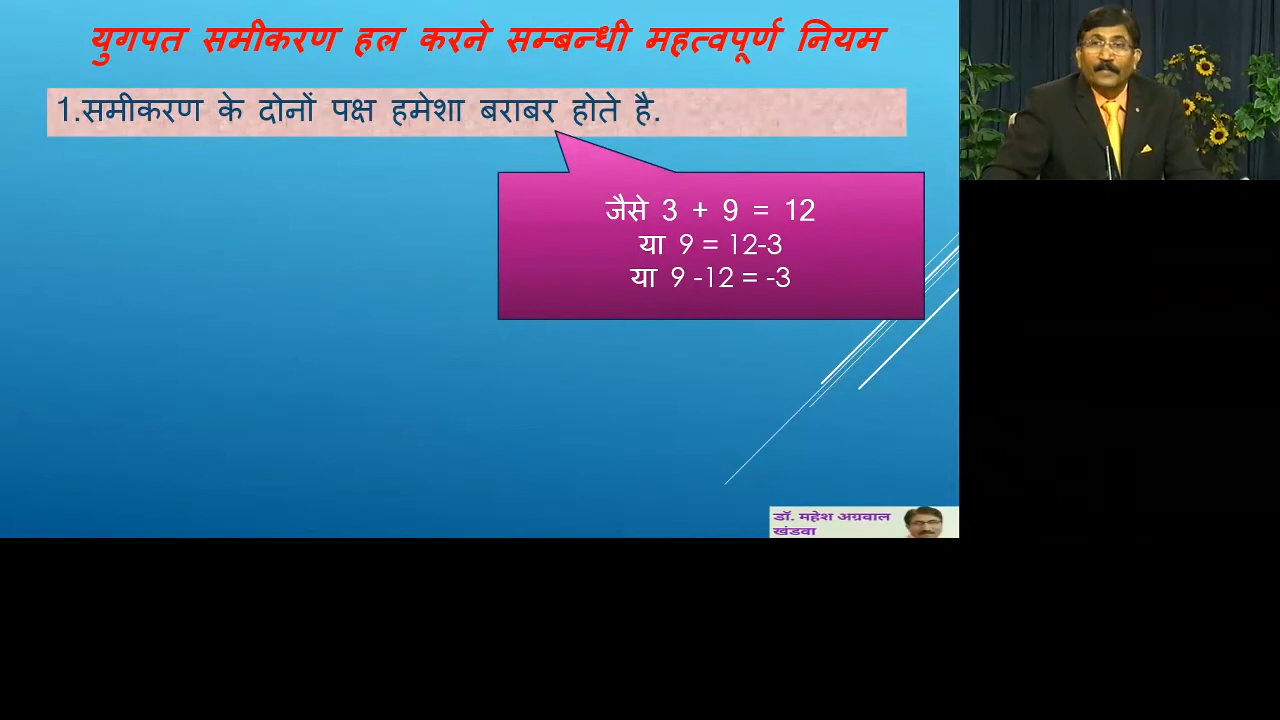 युगपत समीकरण हल करने सम्बन्धी महत्वपूर्ण नियम
1.समीकरण के दोनों पक्ष हमेशा बराबर होते है.
जैसे 3 + 9 = 12
या 9 = 12-3
या 9 -12 = -3
डॉ. महेश अग्रवाल
खंडवा